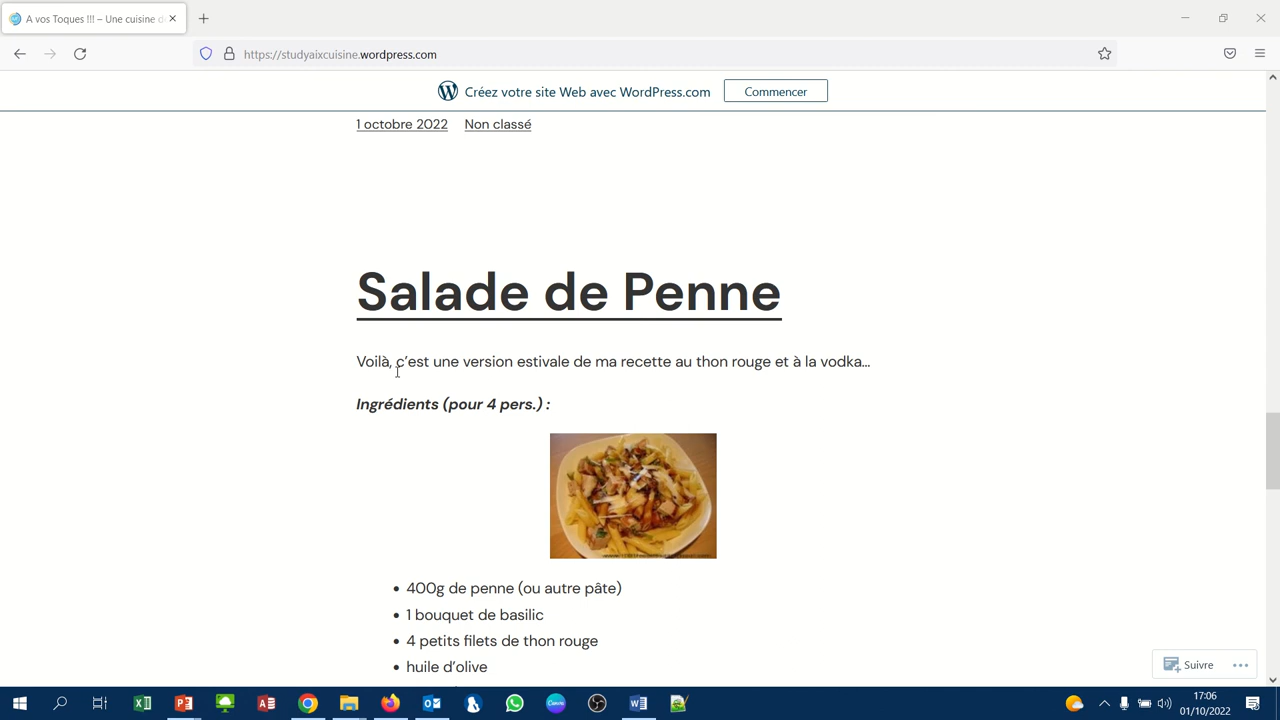 A vos Toques !!! – Une cuisine d
https://studyaixcuisine.wordpress.com
Créez votre site Web avec WordPress.com
Commencer
1 octobre 2022 Non classé
Salade de Penne
Voilà, c’est une version estivale de ma recette au thon rouge et à la vodka…
Ingrédients (pour 4 pers.) :
• 400g de penne (ou autre pâte)
• 1 bouquet de basilic
• 4 petits filets de thon rouge
• huile d’olive
Suivre
17:06
01/10/2022